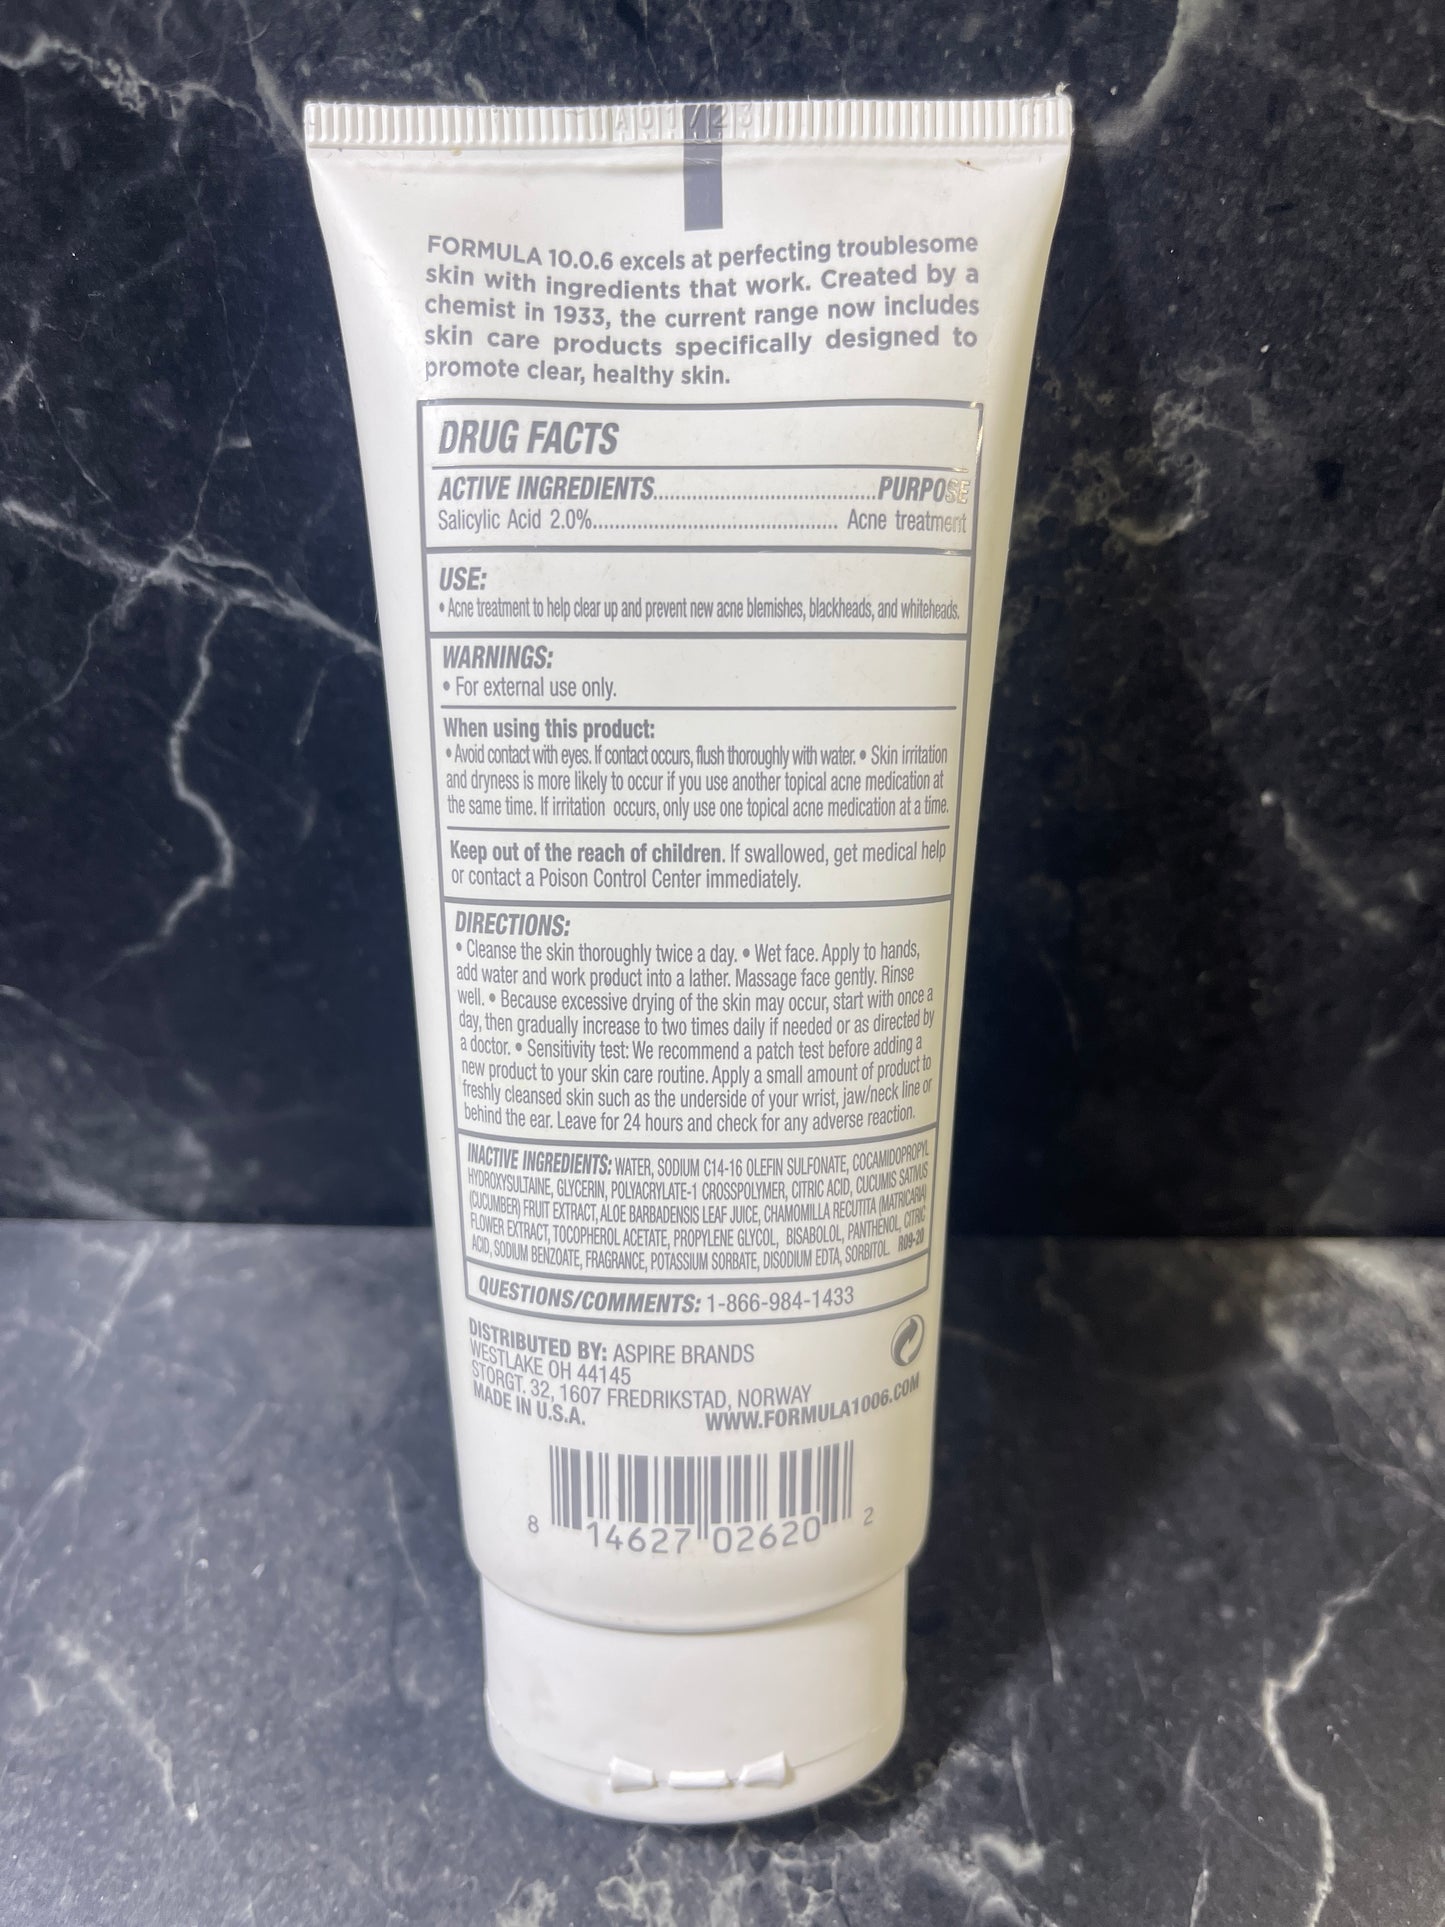 A01/23
FORMULA 10.0.6 excels at perfecting troublesome
skin with ingredients that work. Created by a
chemist in 1933, the current range now includes
skin care products specifically designed to
promote clear, healthy skin.
DRUG FACTS
ACTIVE INGREDIENTS..........................................PURPOSE
Salicylic Acid 2.0%............................................ Acne treatment
USE:
• Acne treatment to help clear up and prevent new acne blemishes, blackheads, and whiteheads.
WARNINGS:
• For external use only.
When using this product:
• Avoid contact with eyes. If contact occurs, flush thoroughly with water. • Skin irritation
and dryness is more likely to occur if you use another topical acne medication at
the same time. If irritation occurs, only use one topical acne medication at a time.
Keep out of the reach of children. If swallowed, get medical help
or contact a Poison Control Center immediately.
DIRECTIONS:
• Cleanse the skin thoroughly twice a day. • Wet face. Apply to hands,
add water and work product into a lather. Massage face gently. Rinse
well. • Because excessive drying of the skin may occur, start with once a
day, then gradually increase to two times daily if needed or as directed by
a doctor. • Sensitivity test: We recommend a patch test before adding a
new product to your skin care routine. Apply a small amount of product to
freshly cleansed skin such as the underside of your wrist, jaw/neck line or
behind the ear. Leave for 24 hours and check for any adverse reaction.
INACTIVE INGREDIENTS: WATER, SODIUM C14-16 OLEFIN SULFONATE, COCAMIDOPROPYL
HYDROXYSULTAINE, GLYCERIN, POLYACRYLATE-1 CROSSPOLYMER, CITRIC ACID, CUCUMIS SATIVUS
(CUCUMBER) FRUIT EXTRACT, ALOE BARBADENSIS LEAF JUICE, CHAMOMILLA RECUTITA (MATRICARIA)
FLOWER EXTRACT, TOCOPHEROL ACETATE, PROPYLENE GLYCOL, BISABOLOL, PANTHENOL, CITRIC
ACID, SODIUM BENZOATE, FRAGRANCE, POTASSIUM SORBATE, DISODIUM EDTA, SORBITOL. R09-20
QUESTIONS/COMMENTS: 1-866-984-1433
DISTRIBUTED BY: ASPIRE BRANDS
WESTLAKE OH 44145
STORGT. 32, 1607 FREDRIKSTAD, NORWAY
MADE IN U.S.A.
WWW.FORMULA1006.COM
8 14627 02620 2